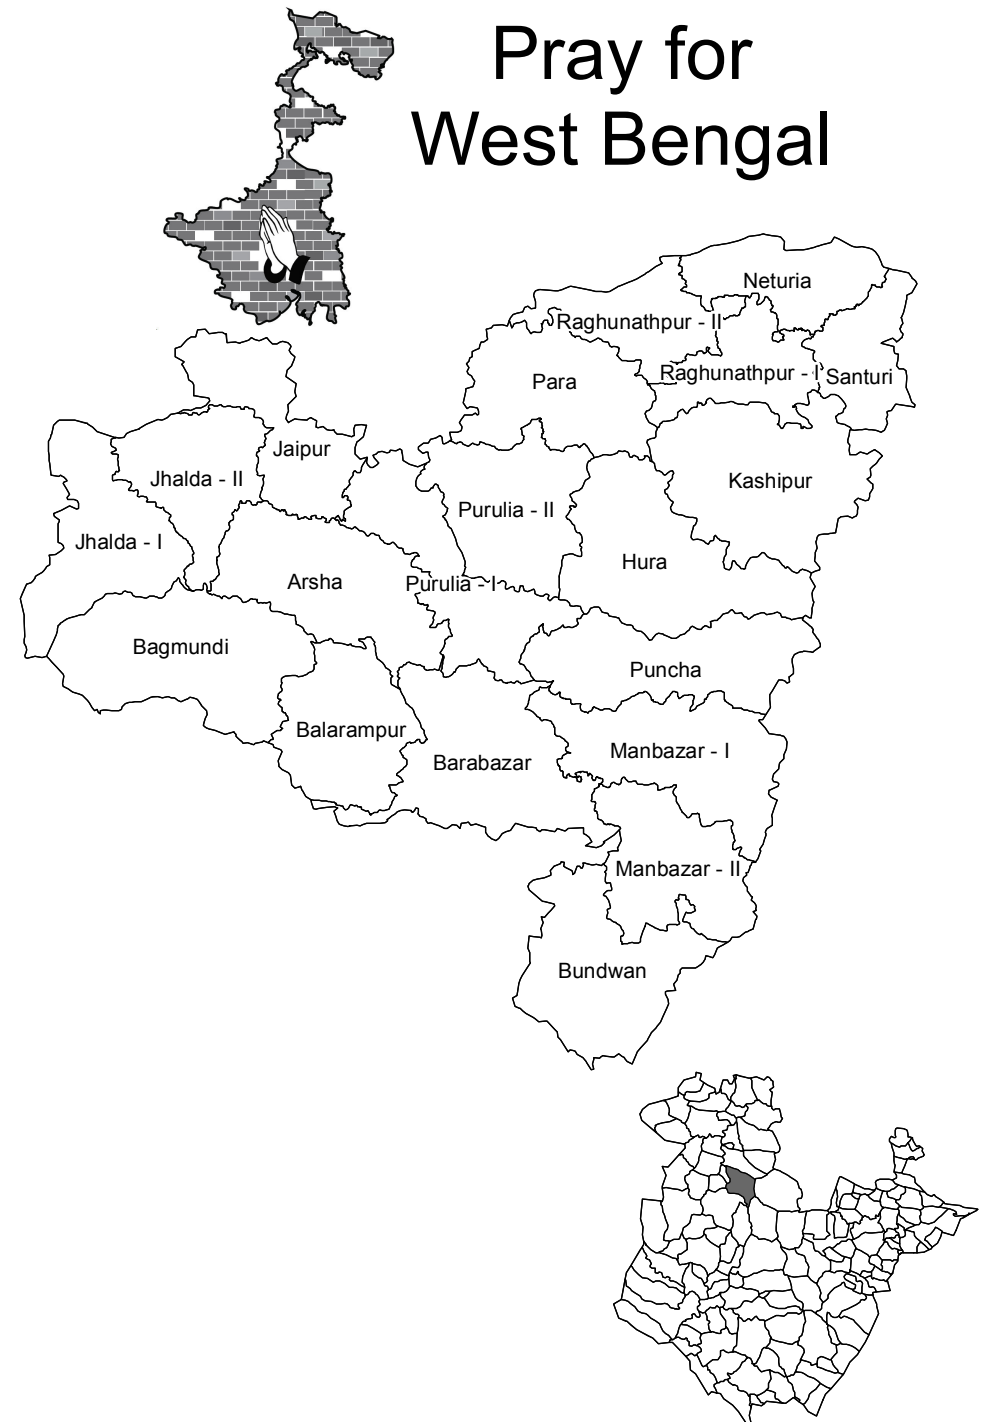 Pray for
West Bengal
Neturia
Raghunathpur - II
Raghunathpur - I
Santuri
Para
Jaipur
Jhalda - II
Kashipur
Purulia - II
Jhalda - I
Hura
Arsha
Purulia - I
Bagmundi
Puncha
Balarampur
Manbazar - I
Barabazar
Manbazar - II
Bundwan